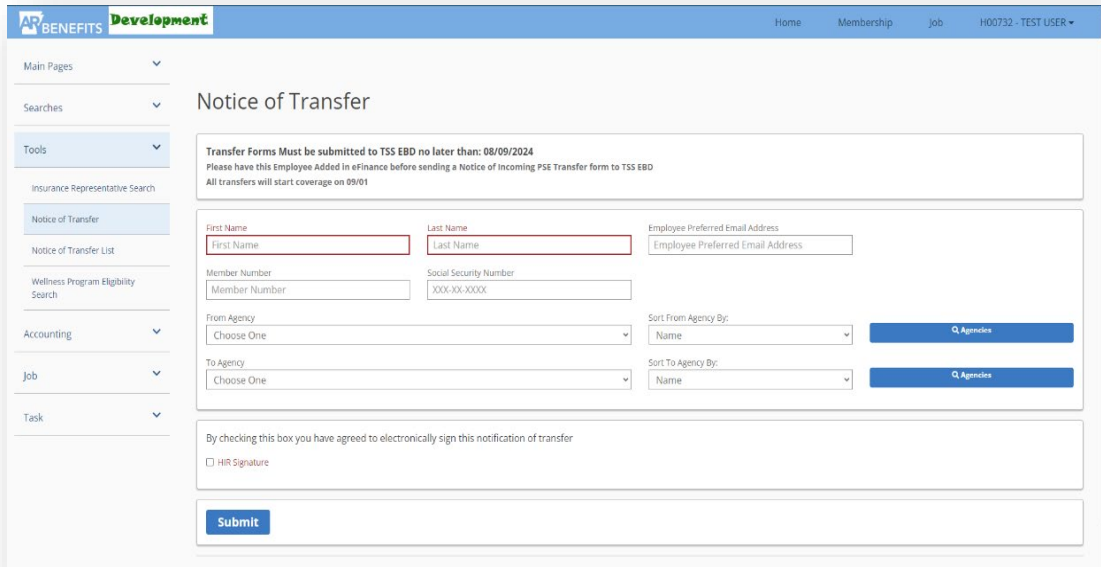 AR BENEFITS Development
Home Membership Job H00732 - TEST USER
Main Pages
Searches
Tools
Insurance Representative Search
Notice of Transfer
Notice of Transfer List
Wellness Program Eligibility
Search
Accounting
Job
Task
Notice of Transfer
Transfer Forms Must be submitted to TSS EBD no later than: 08/09/2024
Please have this Employee Added in eFinance before sending a Notice of Incoming PSE Transfer form to TSS EBD
All transfers will start coverage on 09/01
First Name Last Name Employee Preferred Email Address
First Name Last Name Employee Preferred Email Address
Member Number Social Security Number
Member Number XXX-XX-XXXX
From Agency Sort From Agency By:
Choose One Name Agencies
To Agency Sort To Agency By:
Choose One Name Agencies
By checking this box you have agreed to electronically sign this notification of transfer
HIR Signature
Submit